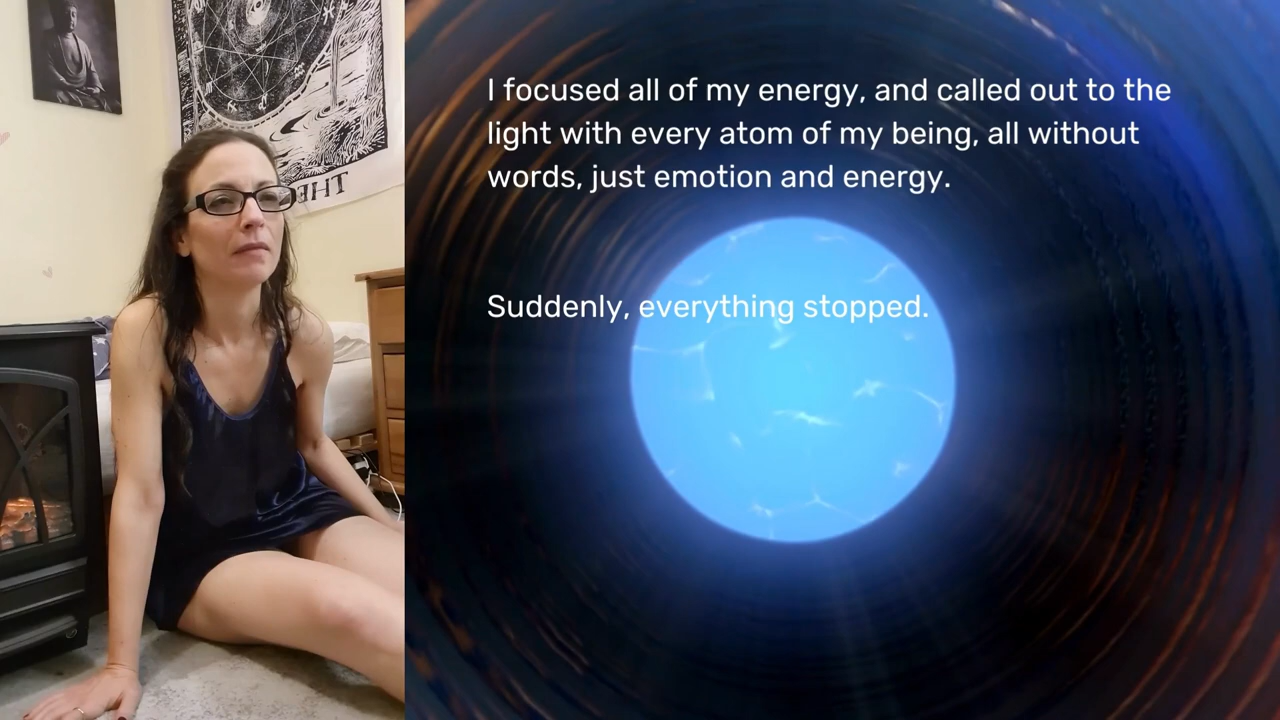 THE
I focused all of my energy, and called out to the
light with every atom of my being, all without
words, just emotion and energy.
Suddenly, everything stopped.